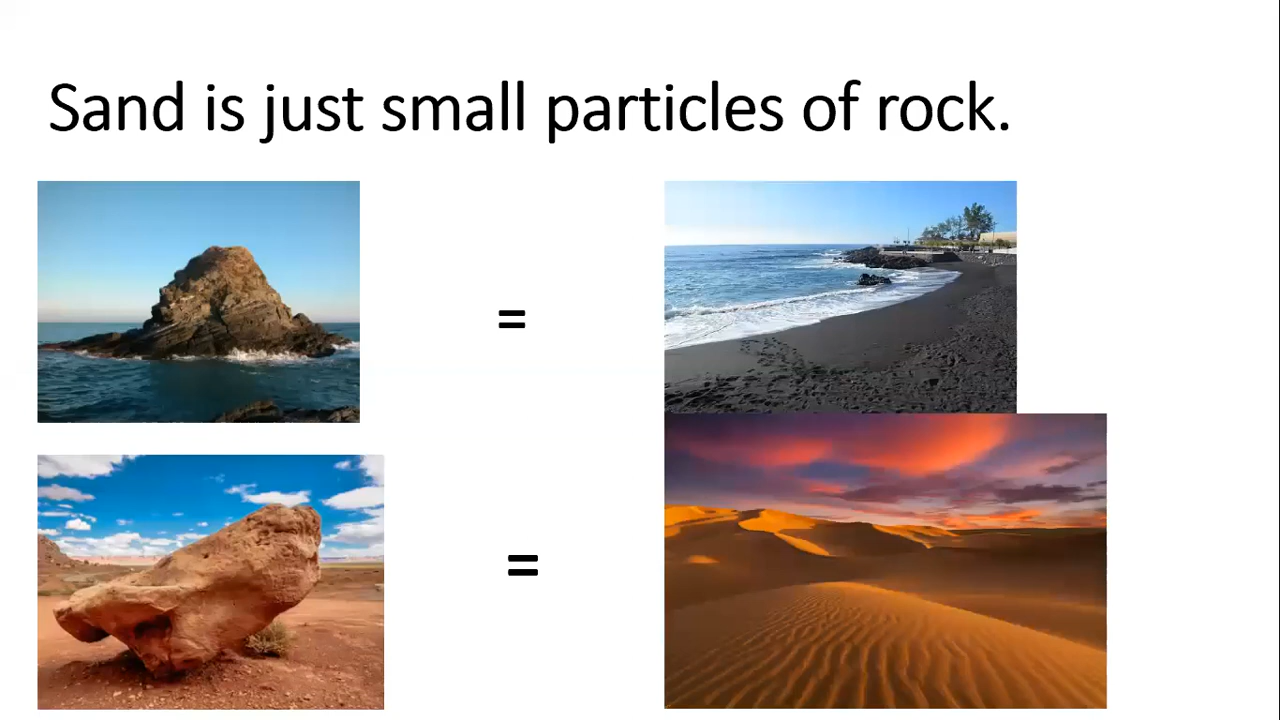 Sand is just small particles of rock.
=
=